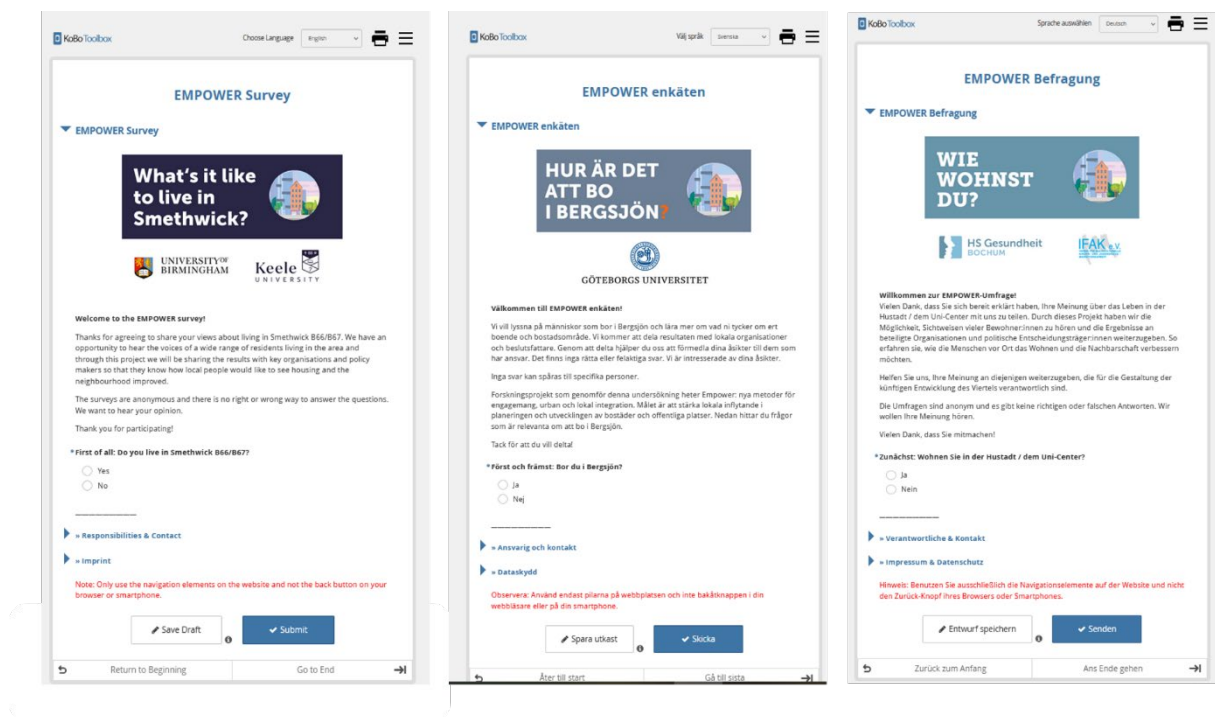 KoBo Toolbox
Choose Language
English
EMPOWER Survey
EMPOWER Survey
What's it like
to live in
Smethwick?
UNIVERSITY OF
BIRMINGHAM
Keele
UNIVERSITY
Welcome to the EMPOWER survey!
Thanks for agreeing to share your views about living in Smethwick B66/B67. We have an
opportunity to hear the voices of a wide range of residents living in the area and
through this project we will be sharing the results with key organisations and policy
makers so that they know how local people would like to see housing and the
neighbourhood improved.
The surveys are anonymous and there is no right or wrong way to answer the questions.
We want to hear your opinion.
Thank you for participating!
*First of all: Do you live in Smethwick B66/B67?
Yes
No
» Responsibilities & Contact
» Imprint
Note: Only use the navigation elements on the website and not the back button on your
browser or smartphone.
Save Draft
Submit
Return to Beginning
Go to End
KoBo Toolbox
Välj språk
Svenska
EMPOWER enkäten
EMPOWER enkäten
HUR ÄR DET
ATT BO
I BERGSJÖN?
GÖTEBORGS UNIVERSITET
Välkommen till EMPOWER enkäten!
Vi vill lyssna på människor som bor i Bergsjön och lära mer om vad ni tycker om ert
boende och bostadsområde. Vi kommer att dela resultaten med lokala organisationer
och beslutsfattare. Genom att delta hjälper du oss att förmedla dina åsikter till dem som
har ansvar. Det finns inga rätta eller felaktiga svar. Vi är intresserade av dina åsikter.
Inga svar kan spåras till specifika personer.
Forskningsprojekt som genomför denna undersökning heter Empower: nya metoder för
engagemang, urban och lokal integration. Målet är att stärka lokala inflytande i
planeringen och utvecklingen av bostäder och offentliga platser. Nedan hittar du frågor
som är relevanta om att bo i Bergsjön.
Tack för att du vill delta!
*Först och främst: Bor du i Bergsjön?
Ja
Nej
» Ansvarig och kontakt
» Dataskydd
Observera: Använd endast pilarna på webbplatsen och inte bakåtknappen i din
webbläsare eller på din smartphone.
Spara utkast
Skicka
Åter till start
Gå till sista
KoBo Toolbox
Sprache auswählen
Deutsch
EMPOWER Befragung
EMPOWER Befragung
WIE
WOHNST
DU?
HS Gesundheit
BOCHUM
IFAK e.V.
Willkommen zur EMPOWER-Umfrage!
Vielen Dank, dass Sie sich bereit erklärt haben, Ihre Meinung über das Leben in der
Hustadt / dem Uni-Center mit uns zu teilen. Durch dieses Projekt haben wir die
Möglichkeit, Sichtweisen vieler Bewohner:innen zu hören und die Ergebnisse an
beteiligte Organisationen und politische Entscheidungsträger:innen weiterzugeben. So
erfahren sie, wie die Menschen vor Ort das Wohnen und die Nachbarschaft verbessern
möchten.
Helfen Sie uns, Ihre Meinung an diejenigen weiterzugeben, die für die Gestaltung der
künftigen Entwicklung des Viertels verantwortlich sind.
Die Umfragen sind anonym und es gibt keine richtigen oder falschen Antworten. Wir
wollen Ihre Meinung hören.
Vielen Dank, dass Sie mitmachen!
*Zunächst: Wohnen Sie in der Hustadt / dem Uni-Center?
Ja
Nein
» Verantwortliche & Kontakt
» Impressum & Datenschutz
Hinweis: Benutzen Sie ausschließlich die Navigationselemente auf der Website und nicht
den Zurück-Knopf Ihres Browsers oder Smartphones.
Entwurf speichern
Senden
Zurück zum Anfang
Ans Ende gehen